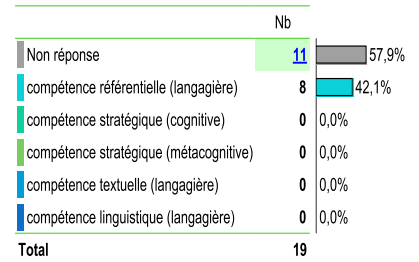 Nb
Non réponse 11 57,9%
compétence référentielle (langagière) 8 42,1%
compétence stratégique (cognitive) 0 0,0%
compétence stratégique (métacognitive) 0 0,0%
compétence textuelle (langagière) 0 0,0%
compétence linguistique (langagière) 0 0,0%
Total 19